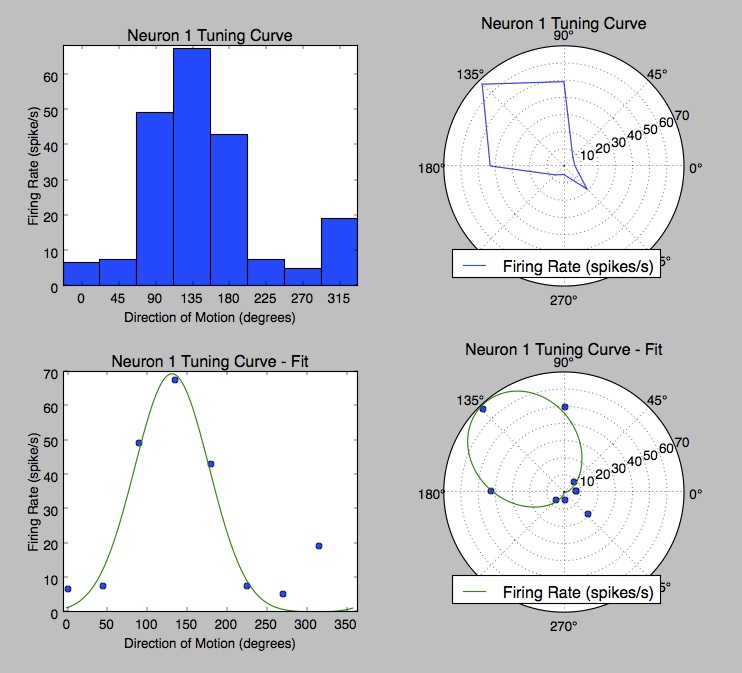 Neuron 1 Tuning Curve
60
50
40
30
20
10
0
Firing Rate (spike/s)
0 45 90 135 180 225 270 315
Direction of Motion (degrees)
Neuron 1 Tuning Curve
90°
135° 45°
180° 0°
10 20 30 40 50 60 70
5°
Firing Rate (spikes/s)
270°
Neuron 1 Tuning Curve - Fit
70
60
50
40
30
20
10
0
Firing Rate (spike/s)
0 50 100 150 200 250 300 350
Direction of Motion (degrees)
Neuron 1 Tuning Curve - Fit
90°
135° 45°
180° 0°
10 20 30 40 50 60 70
5°
Firing Rate (spikes/s)
270°